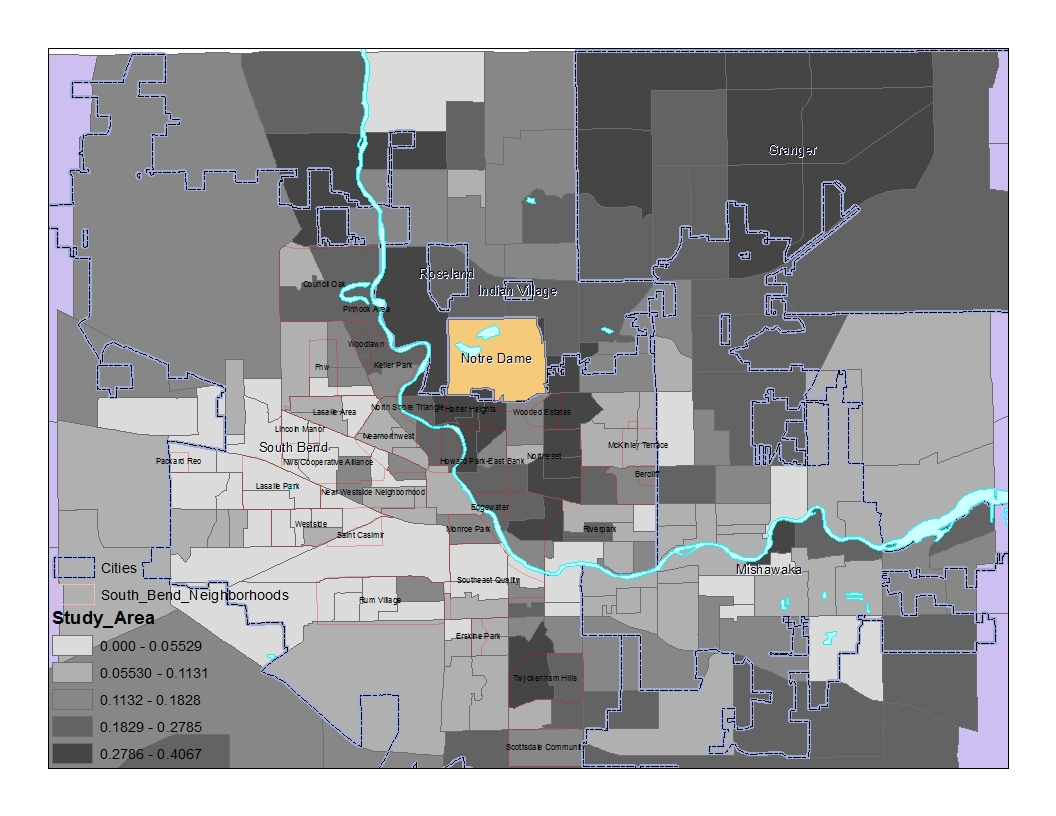 Granger
Roseland
Indian Village
Council Oak
Pinhook Area
Woodlawn
Notre Dame
Keller Park
Fnw
Lasalle Area
North Shore Triangle
Harter Heights
Wooded Estates
Lincoln Manor
Nearnorthwest
South Bend
McKinley Terrace
Packard Reo
Nws Cooperative Alliance
Howard Park-East Bank
Northeast
Lasalle Park
Near Westside Neighborhood
Edgewater
Westside
Monroe Park
Riverpark
Saint Casimir
Cities
Mishawaka
Southeast Quality
South_Bend_Neighborhoods
Rum Village
Study_Area
Erskine Park
0.000 - 0.05529
0.05530 - 0.1131
Twyckenham Hills
0.1132 - 0.1828
0.1829 - 0.2785
Scottsdale Communi
0.2786 - 0.4067